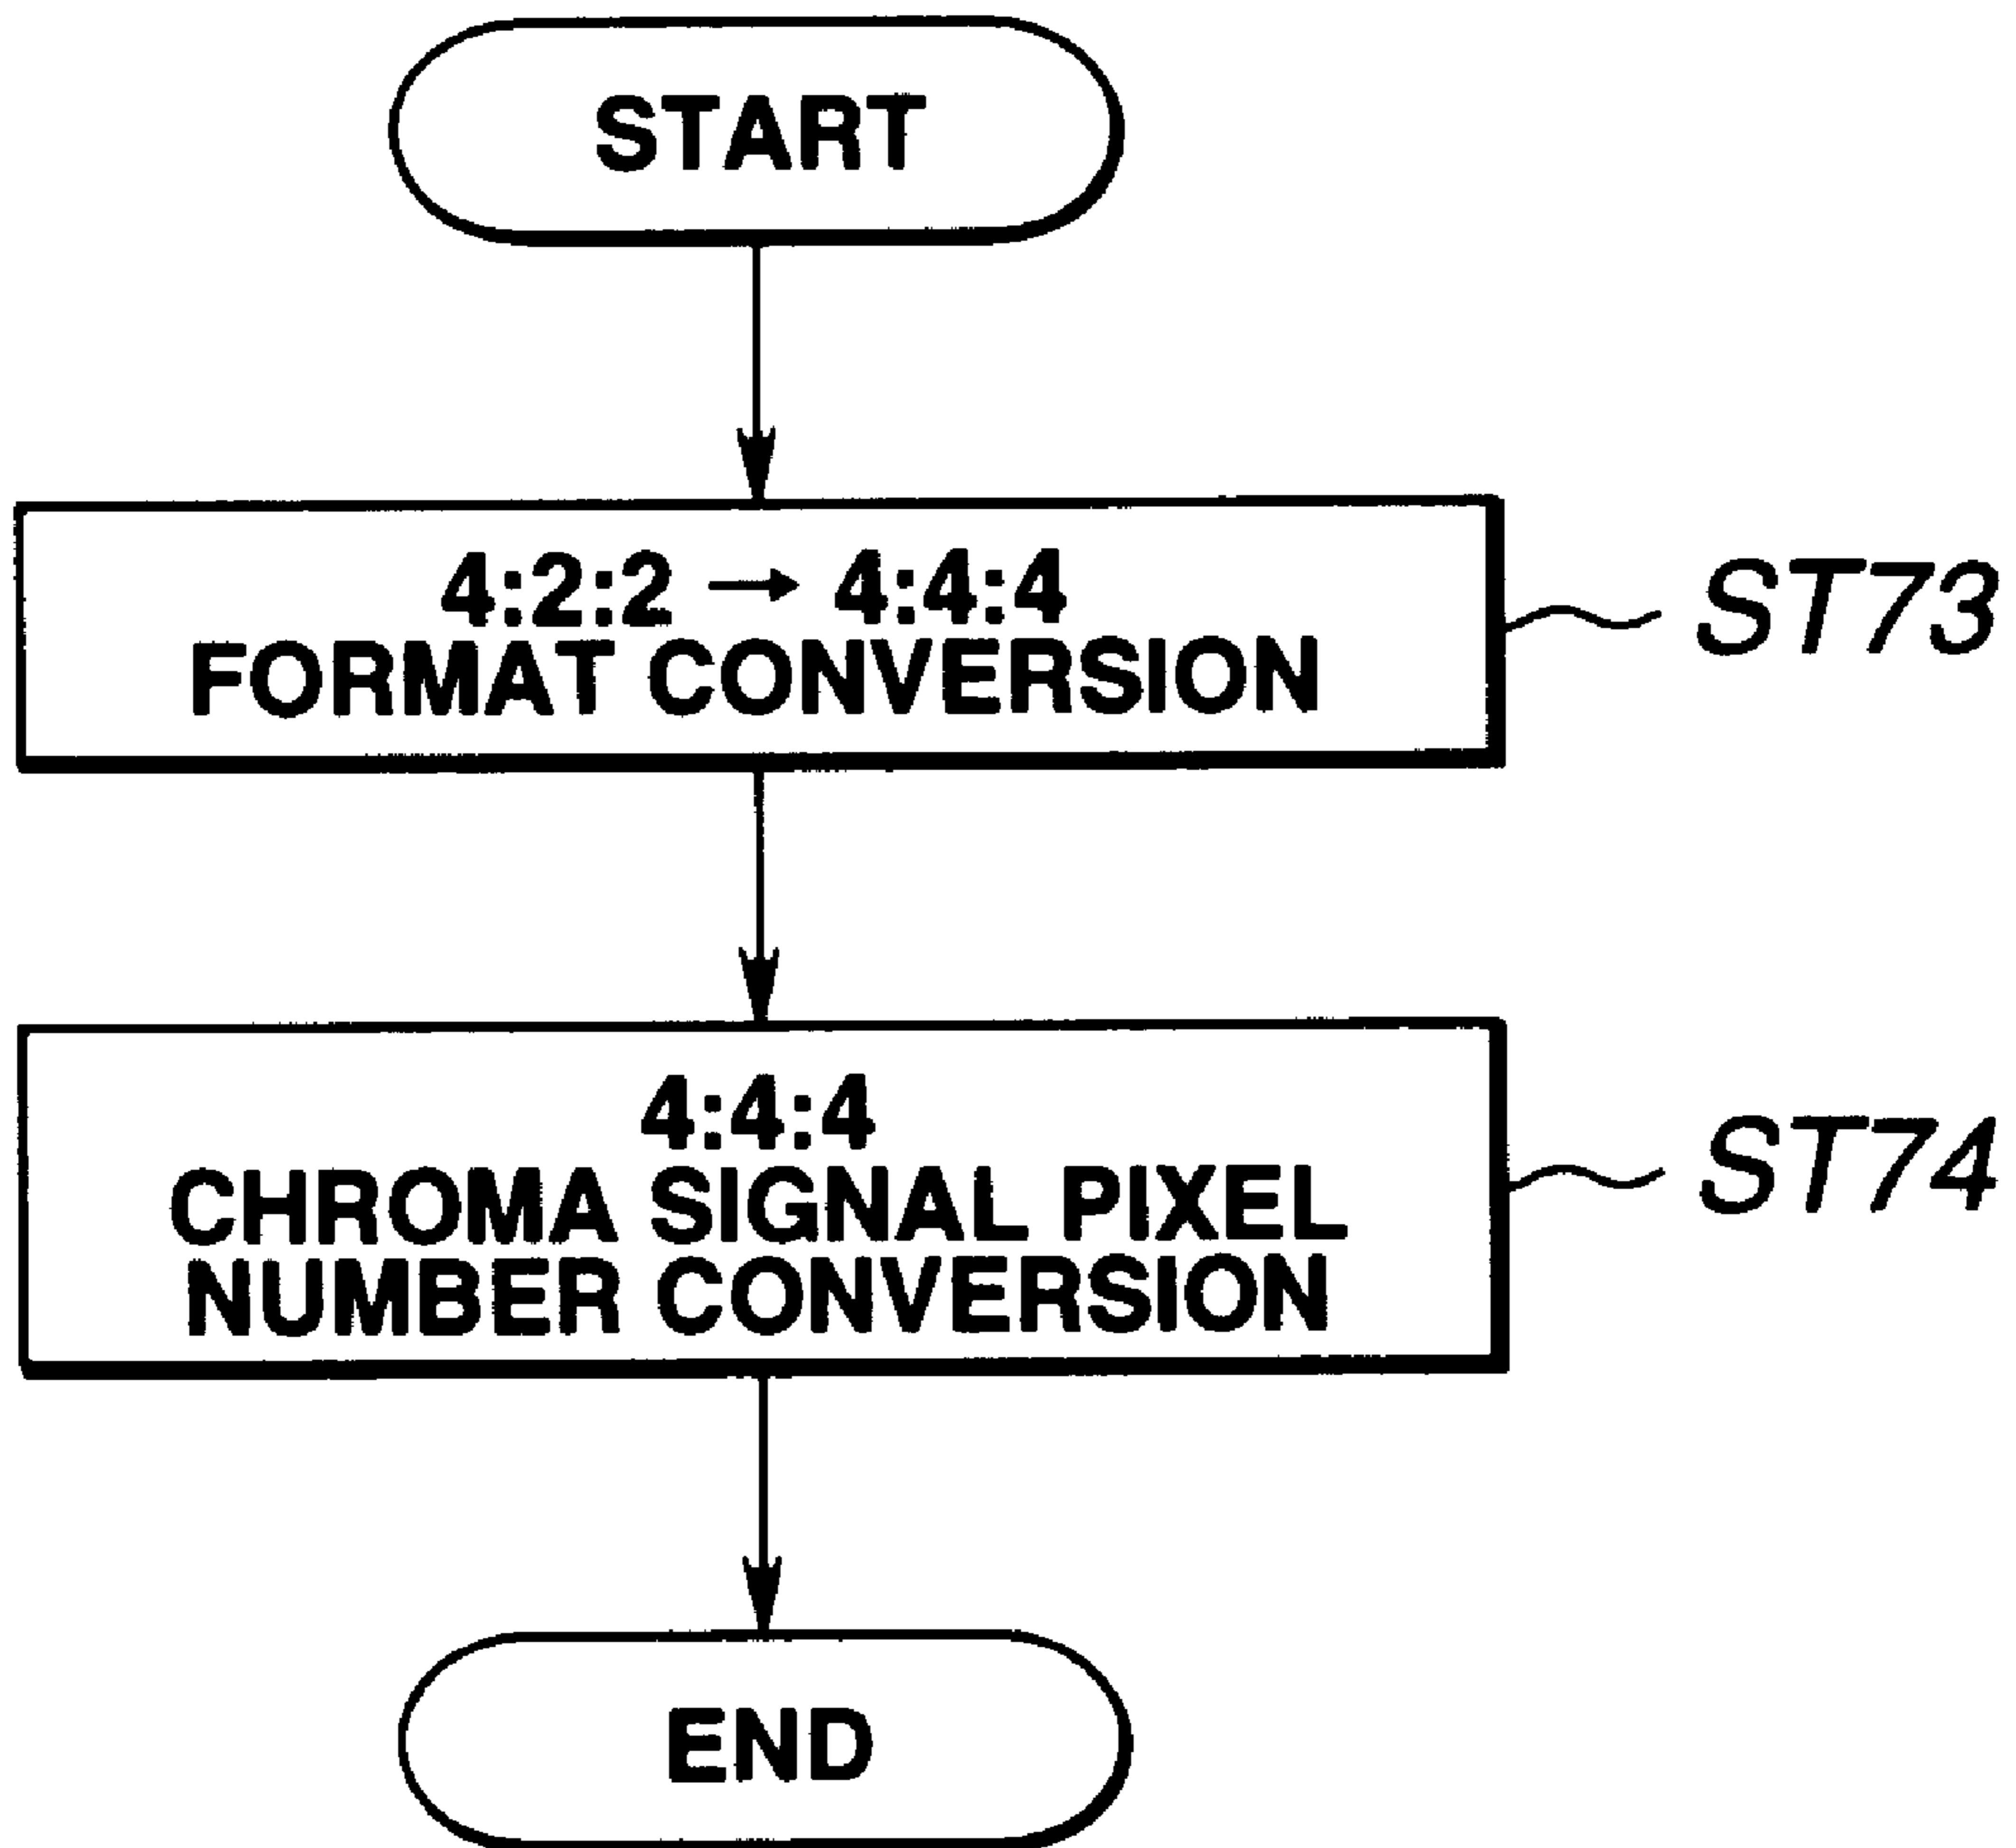 START
4:2:2 → 4:4:4
FORMAT CONVERSION
ST73
4:4:4
CHROMA SIGNAL PIXEL
NUMBER CONVERSION
ST74
END